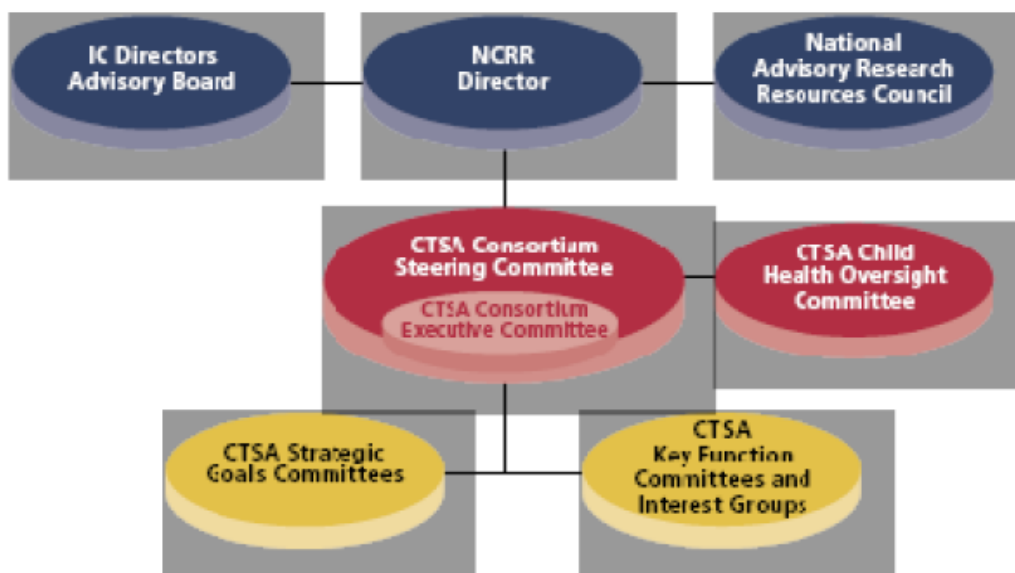 IC Directors
Advisory Board
NCRR
Director
National
Advisory Research
Resources Council
CTSA Consortium
Steering Committee
CTSA Consortium
Executive Committee
CTSA Child
Health Oversight
Committee
CTSA Strategic
Goals Committees
CTSA
Key Function
Committees and
Interest Groups